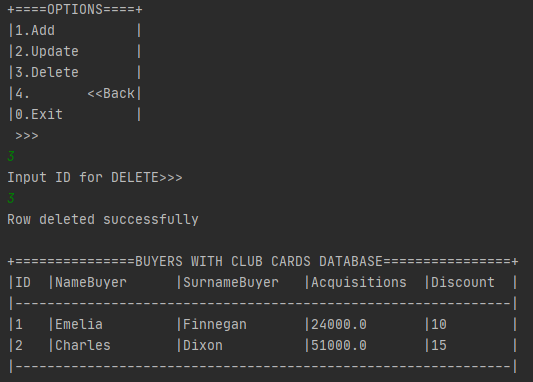 +====OPTIONS====+
|1.Add          |
|2.Update       |
|3.Delete       |
|4.       <<Back|
|0.Exit         |
 >>>
3
Input ID for DELETE>>>
3
Row deleted successfully
+===============BUYERS WITH CLUB CARDS DATABASE================+
|ID  |NameBuyer      |SurnameBuyer   |Acquisitions  |Discount  |
|--------------------------------------------------------------|
|1   |Emelia         |Finnegan       |24000.0       |10        |
|2   |Charles        |Dixon          |51000.0       |15        |
|--------------------------------------------------------------|